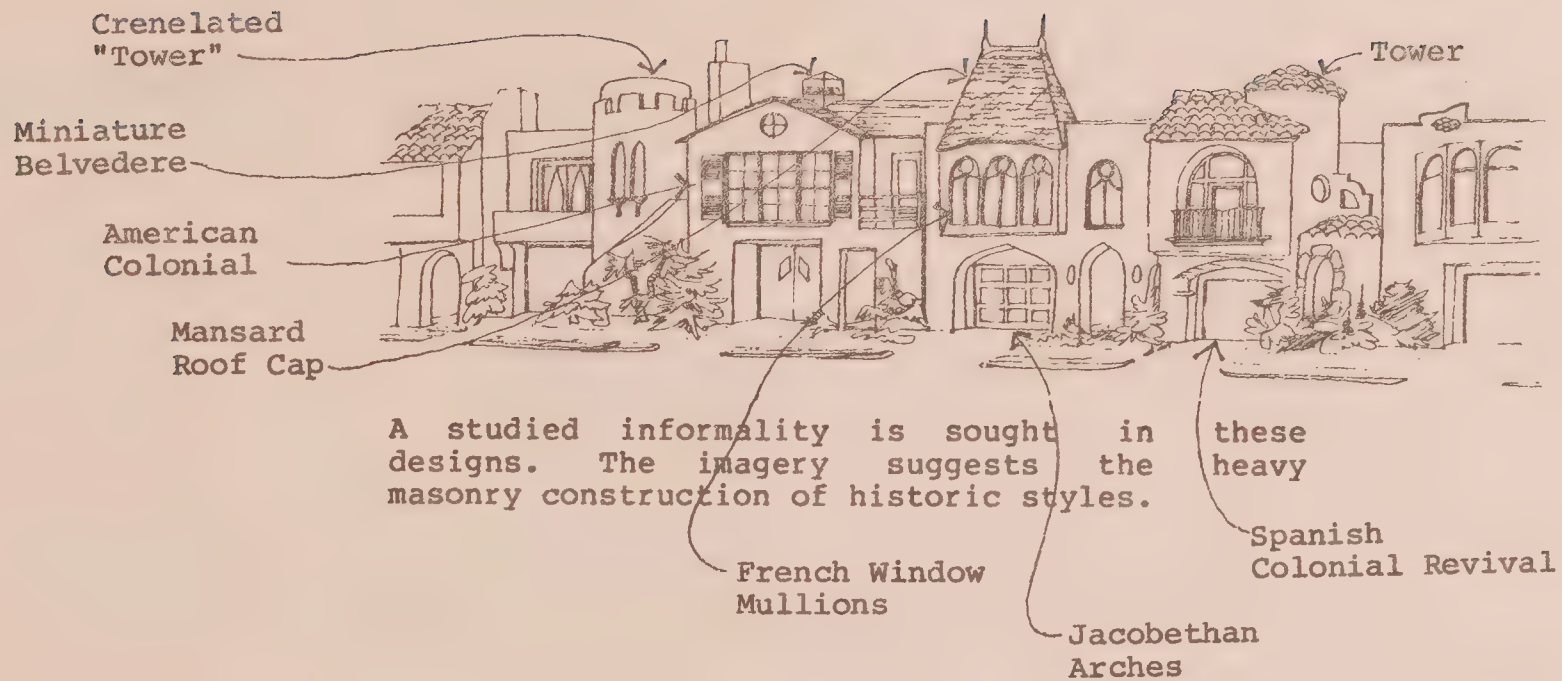 Crenelated
"Tower"
Tower
Miniature
Belvedere
American
Colonial
Mansard
Roof Cap
A studied informality is sought in these
designs. The imagery suggests the heavy
masonry construction of historic styles.
Spanish
Colonial Revival
French Window
Mullions
Jacobethan
Arches